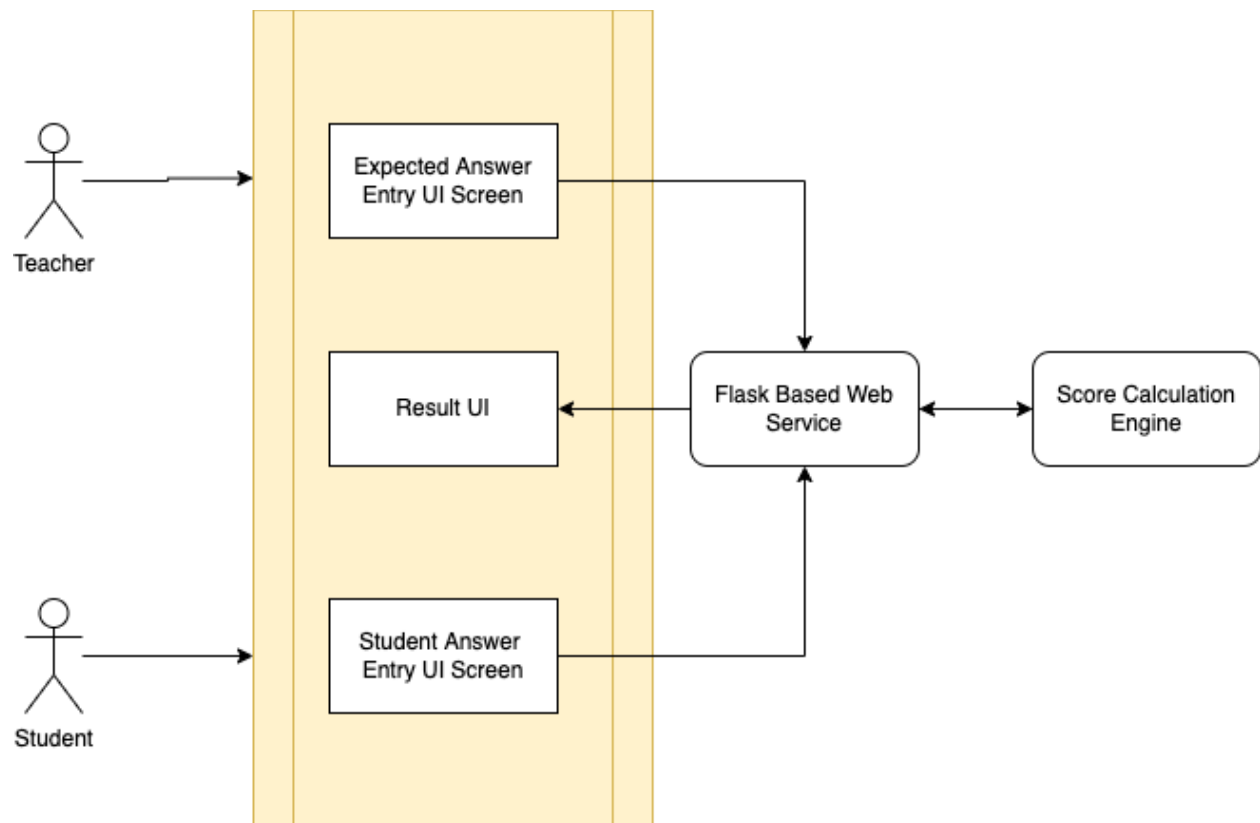 Expected Answer
Entry UI Screen
Teacher
Result UI
Flask Based Web
Service
Score Calculation
Engine
Student Answer
Entry UI Screen
Student